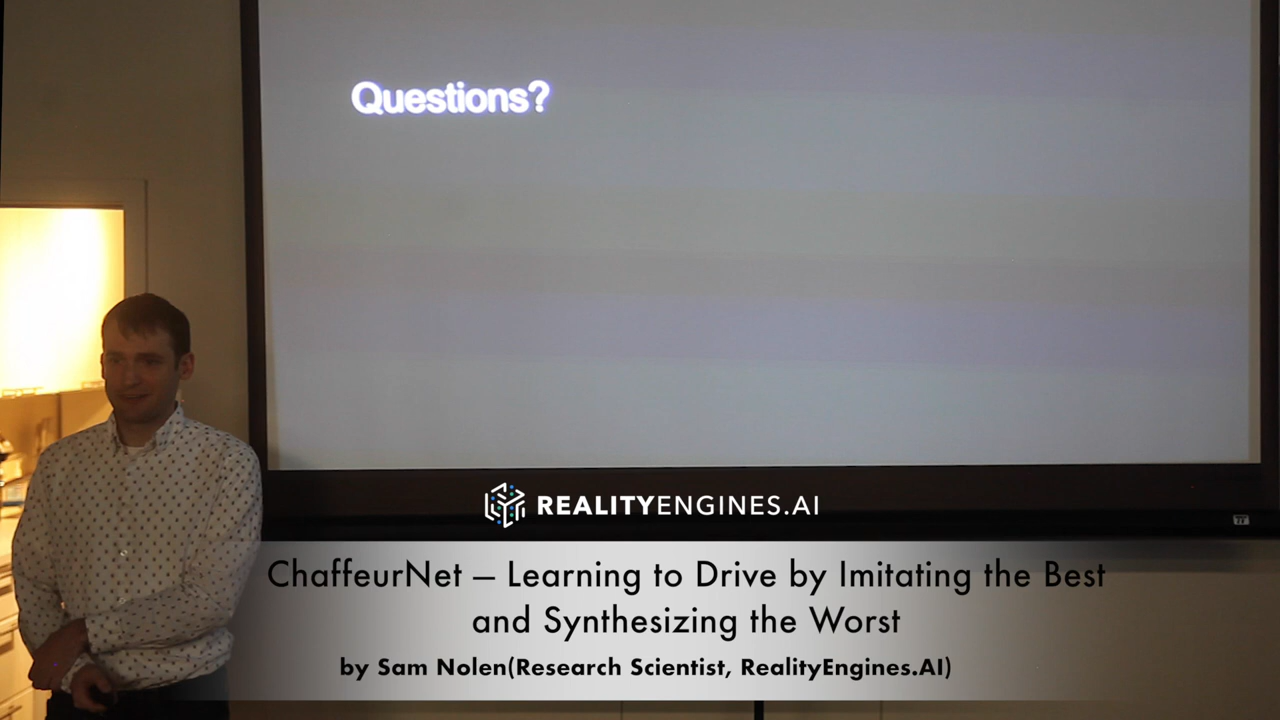 Questions?
REALITYENGINES.AI
ChaffeurNet — Learning to Drive by Imitating the Best
and Synthesizing the Worst
by Sam Nolen(Research Scientist, RealityEngines.AI)